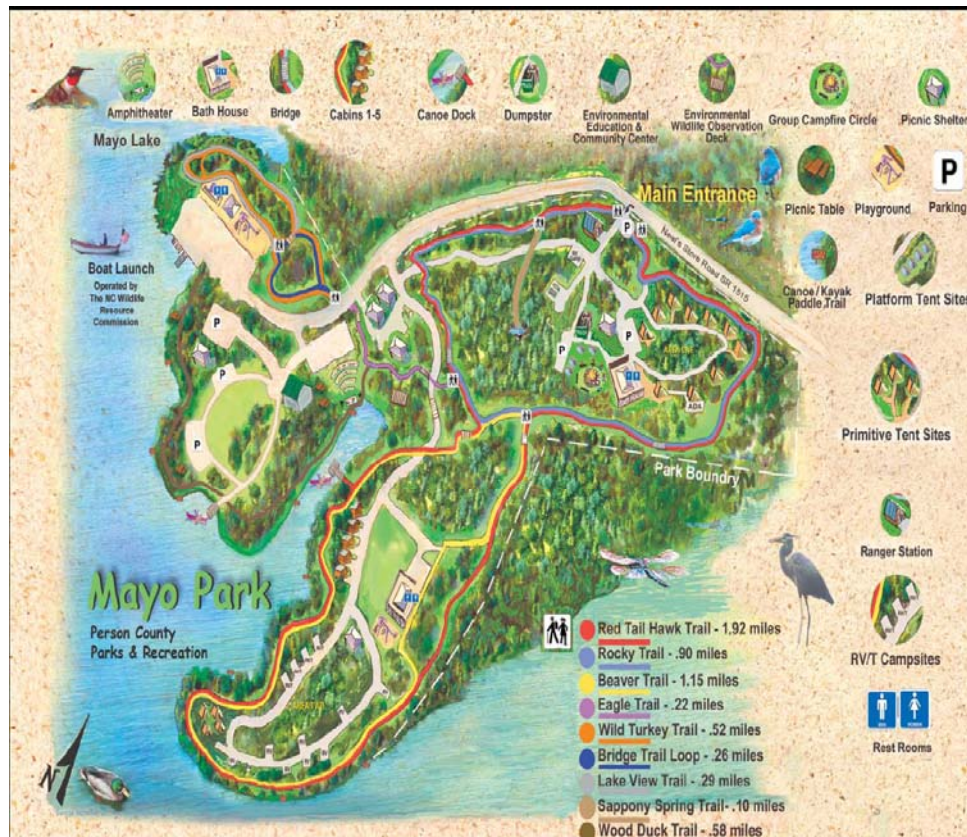 Amphitheater
Bath House
Bridge
Cabins 1-5
Canoe Dock
Dumpster
Environmental
Education &
Community Center
Environmental
Wildlife Observation
Deck
Group Campfire Circle
Picnic Shelter
Mayo Lake
Main Entrance
Neal's Store Road SR 1515
P
Picnic Table
Playground
Parking
Canoe / Kayak
Paddle Trail
Platform Tent Sites
Boat Launch
Operated by
The NC Wildlife
Resource
Commission
P
P
P
P
P
P
ADA
Primitive Tent Sites
Park Boundry
Ranger Station
Mayo Park
Person County
Parks & Recreation
RV/T Campsites
Rest Rooms
Red Tail Hawk Trail - 1,92 miles
Rocky Trail - .90 miles
Beaver Trail - 1.15 miles
Eagle Trail - .22 miles
Wild Turkey Trail - .52 miles
Bridge Trail Loop - .26 miles
Lake View Trail - .29 miles
Sappony Spring Trail- .10 miles
Wood Duck Trail - .58 miles
N